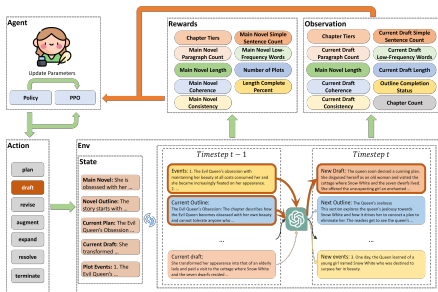 Agent
Update Parameters
Policy
PPO
Rewards
Chapter Tiers
Main Novel Simple
Sentence Count
Main Novel
Paragraph Count
Main Novel Low-
Frequency Words
Main Novel Length
Number of Plots
Main Novel
Coherence
Length Complete
Percent
Main Novel
Consistency
Observation
Chapter Tiers
Current Draft Simple
Sentence Count
Current Draft
Paragraph Count
Current Draft
Low-Frequency Words
Main Novel Length
Current Draft Length
Current Draft
Coherence
Outline Completion
Status
Current Draft
Consistency
Chapter Count
Action
plan
draft
revise
augment
expand
resolve
terminate
Env
State
Main Novel: She is
obsessed with her ...
Novel Outline: The
story starts with ...
Current Plan: The Evil
Queen's Obsession ...
Current Draft: She
transformed ...
Plot Events: 1. The
Evil Queen's ...
Timestep t − 1
Events: 1. The Evil Queen's obsession with
maintaining her beauty at all costs consumed her and
she became increasingly fixated on her appearance.
2. ...
Current Outline:
The Evil Queen's Obsession: The chapter describes how
the Evil Queen becomes obsessed with her own beauty
and cannot tolerate anyone who ...
Current draft:
She transformed her appearance into that of an elderly
lady and paid a visit to the cottage where Snow White
and the seven dwarfs resided ...
Timestep t
New Draft: The queen soon devised a cunning plan.
She disguised herself as an old woman and visited the
cottage where Snow White and the seven dwarfs lived.
She offered the unsuspecting girl an enchanted ...
Next Outline: The Queen's Jealousy
This section explores the queen's jealousy towards
Snow White and how it drives her to concoct a plan to
eliminate her. The readers get to see the queen's ...
New events: 3. One day, the Queen learned of a
young girl named Snow White who was destined to
surpass her in beauty.